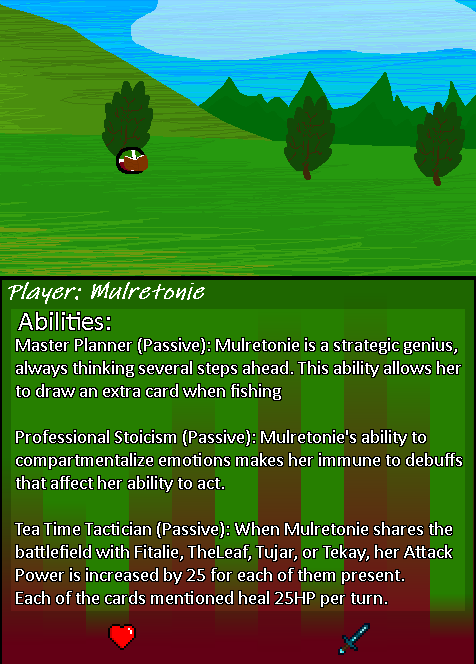 Player: Mulretonie
Abilities:
Master Planner (Passive): Mulretonie is a strategic genius,
always thinking several steps ahead. This ability allows her
to draw an extra card when fishing
Professional Stoicism (Passive): Mulretonie's ability to
compartmentalize emotions makes her immune to debuffs
that affect her ability to act.
Tea Time Tactician (Passive): When Mulretonie shares the
battlefield with Fitalie, TheLeaf, Tujar, or Tekay, her Attack
Power is increased by 25 for each of them present.
Each of the cards mentioned heal 25HP per turn.